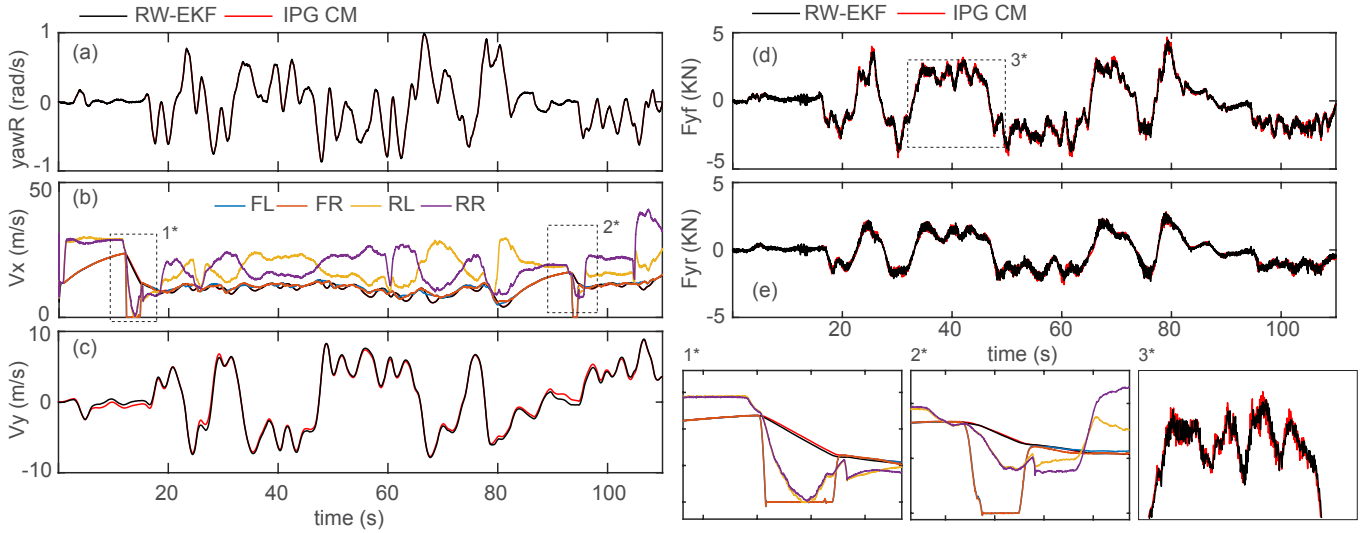 RW-EKF IPG CM
(a)
yawR (rad/s)
1
0
-1
(b)
FL FR RL RR
1*
2*
Vx (m/s)
50
0
(c)
Vy (m/s)
10
0
-10
20 40 60 80 100
time (s)
RW-EKF IPG CM
(d)
3*
Fyf (KN)
5
0
-5
Fyr (KN)
5
0
-5
(e)
20 40 60 80 100
time (s)
1* 2* 3*